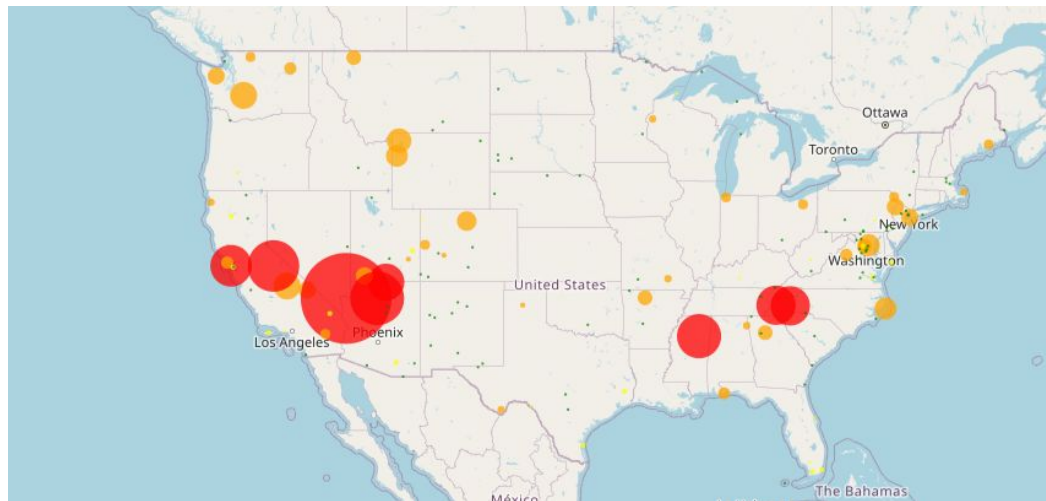 Ottawa
Toronto
New York
Washington
United States
Phoenix
Los Angeles
The Bahamas
México